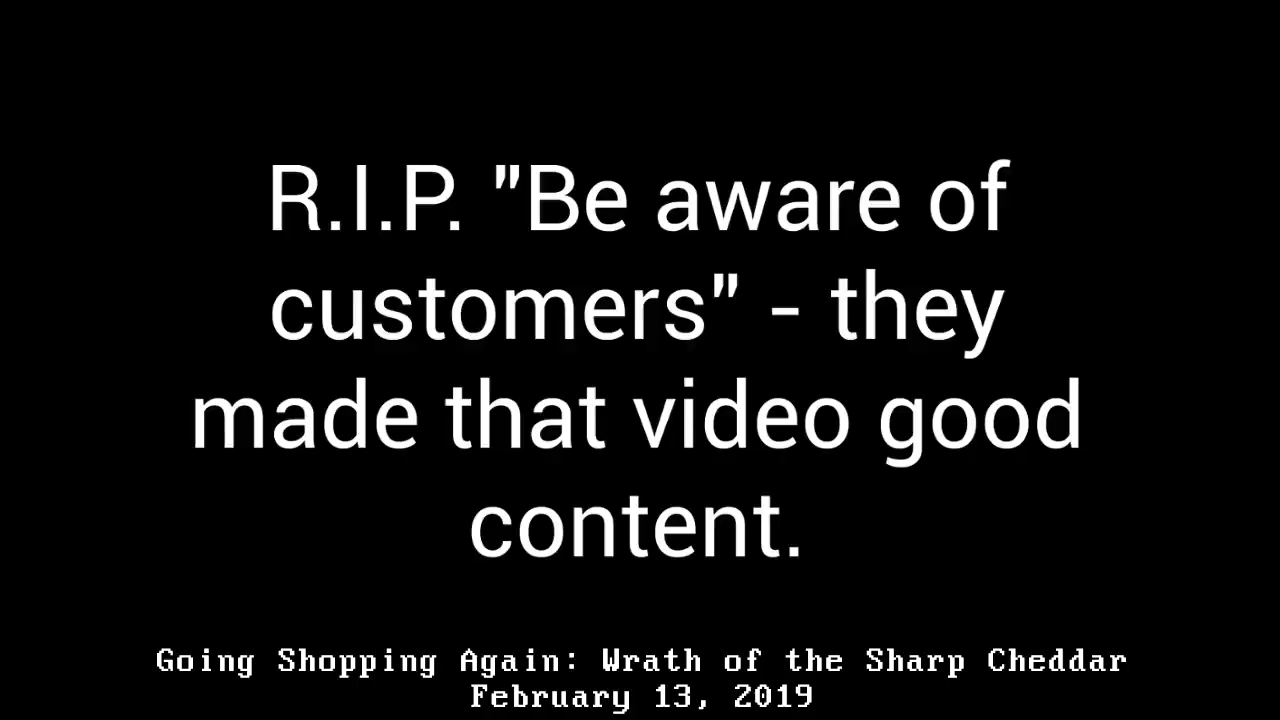 R.I.P. "Be aware of
customers" - they
made that video good
content.
Going Shopping Again: Wrath of the Sharp Cheddar
February 13, 2019